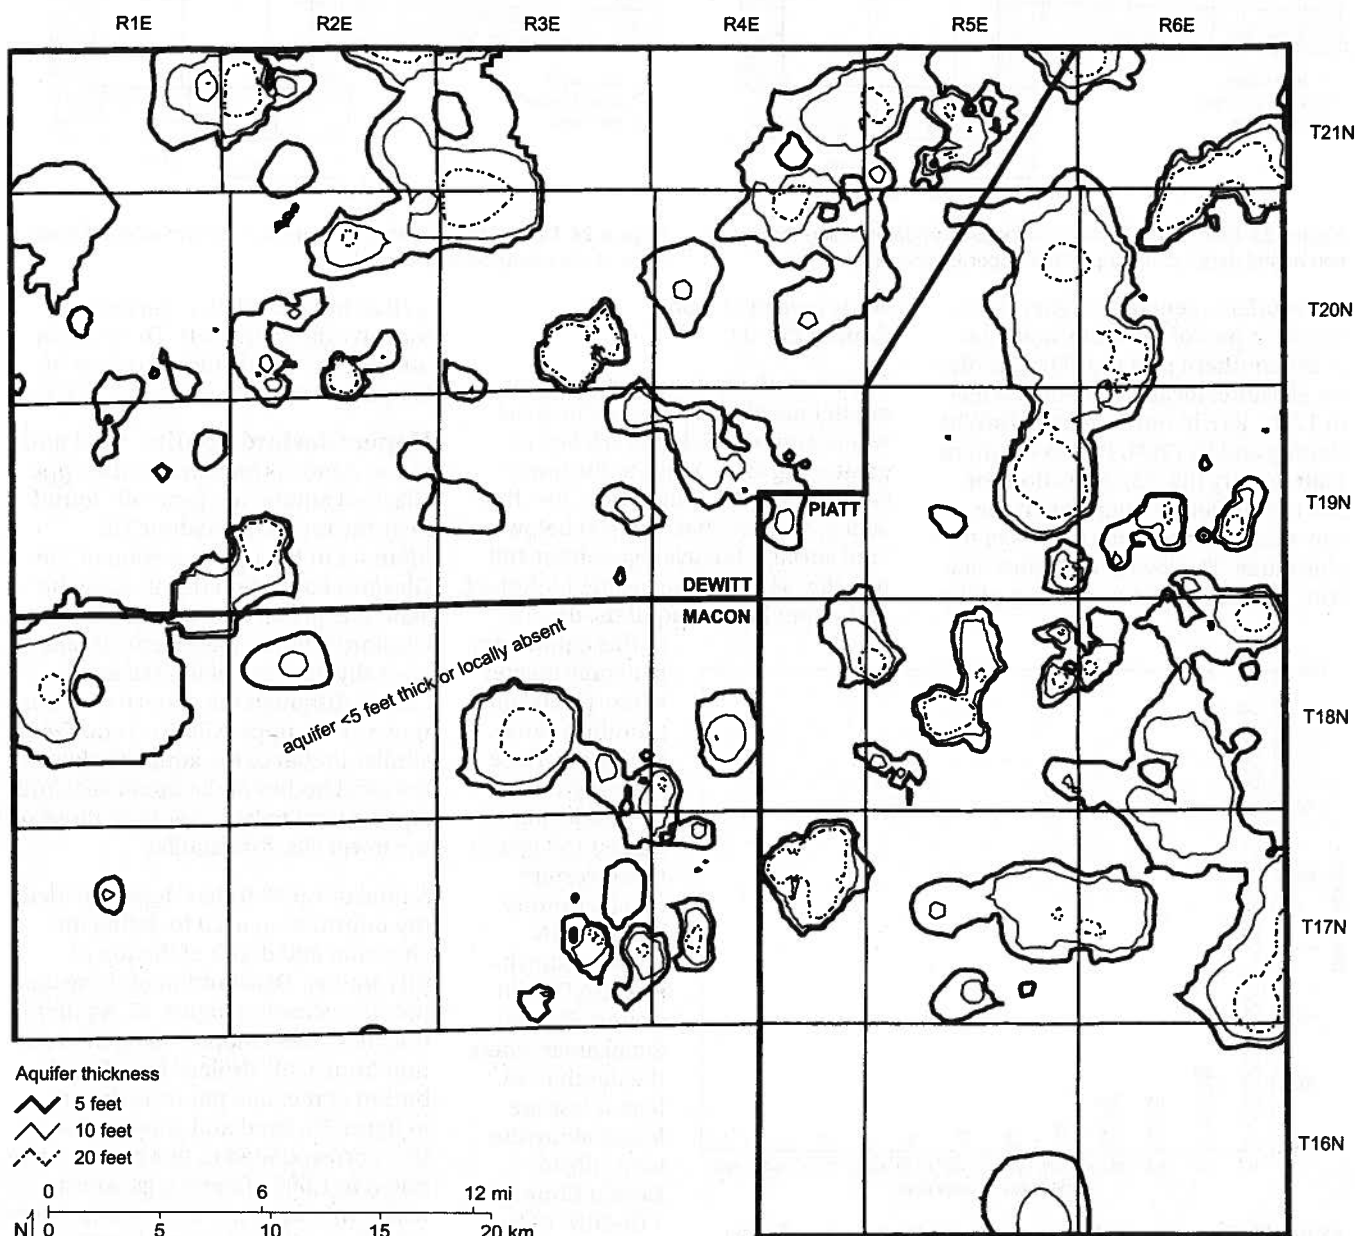 R1E R2E R3E R4E R5E R6E
T21N
T20N
T19N
PIATT
DEWITT
MACON
aquifer <5 feet thick or locally absent
T18N
T17N
T16N
Aquifer thickness
5 feet
10 feet
20 feet
0 6 12 mi
N 0 5 10 15 20 km